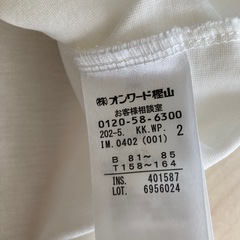 ㈱オンワード樫山
お客様相談室
0120-58-6300
202-5. KK.WP. 2
IM.0402 (001)
B 81～ 85
T158～164
INS. 401587
LOT. 6956024